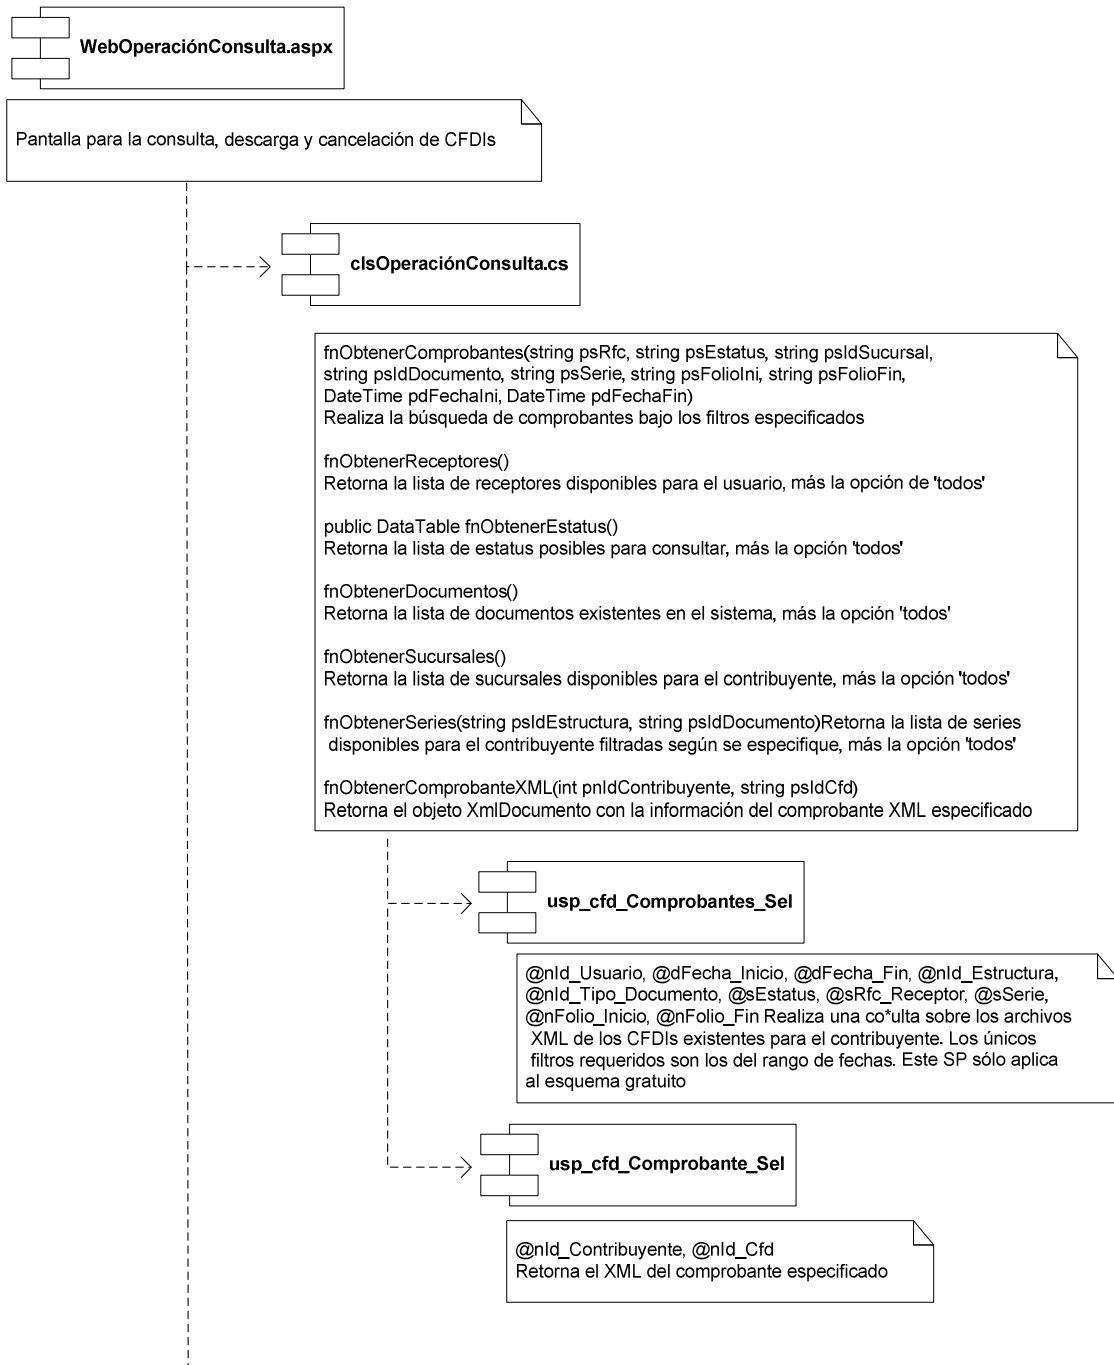 WebOperaciónConsulta.aspx
Pantalla para la consulta, descarga y cancelación de CFDIs
clsOperaciónConsulta.cs
fnObtenerComprobantes(string psRfc, string psEstatus, string psIdSucursal,
string psIdDocumento, string psSerie, string psFolioIni, string psFolioFin,
DateTime pdFechaIni, DateTime pdFechaFin)
Realiza la búsqueda de comprobantes bajo los filtros especificados
fnObtenerReceptores()
Retorna la lista de receptores disponibles para el usuario, más la opción de 'todos'
public DataTable fnObtenerEstatus()
Retorna la lista de estatus posibles para consultar, más la opción 'todos'
fnObtenerDocumentos()
Retorna la lista de documentos existentes en el sistema, más la opción 'todos'
fnObtenerSucursales()
Retorna la lista de sucursales disponibles para el contribuyente, más la opción 'todos'
fnObtenerSeries(string psIdEstructura, string psIdDocumento)Retorna la lista de series
disponibles para el contribuyente filtradas según se especifique, más la opción 'todos'
fnObtenerComprobanteXML(int pnIdContribuyente, string psIdCfd)
Retorna el objeto XmlDocumento con la información del comprobante XML especificado
usp_cfd_Comprobantes_Sel
@nId_Usuario, @dFecha_Inicio, @dFecha_Fin, @nId_Estructura,
@nId_Tipo_Documento, @sEstatus, @sRfc_Receptor, @sSerie,
@nFolio_Inicio, @nFolio_Fin Realiza una co*ulta sobre los archivos
XML de los CFDIs existentes para el contribuyente. Los únicos
filtros requeridos son los del rango de fechas. Este SP sólo aplica
al esquema gratuito
usp_cfd_Comprobante_Sel
@nId_Contribuyente, @nId_Cfd
Retorna el XML del comprobante especificado